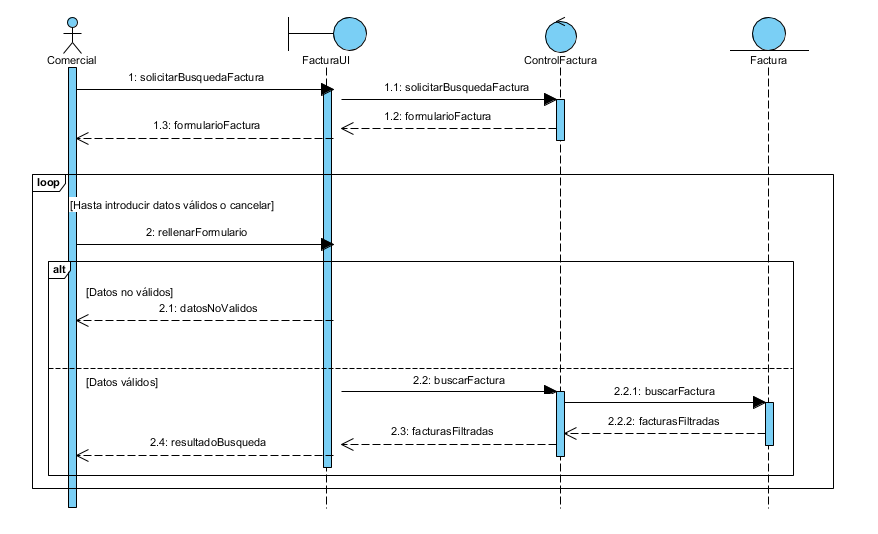 Comercial
FacturaUI
ControlFactura
Factura
1: solicitarBusquedaFactura
1.1: solicitarBusquedaFactura
1.2: formularioFactura
1.3: formularioFactura
loop
[Hasta introducir datos válidos o cancelar]
2: rellenarFormulario
alt
[Datos no válidos]
2.1: datosNoValidos
[Datos válidos]
2.2: buscarFactura
2.2.1: buscarFactura
2.2.2: facturasFiltradas
2.3: facturasFiltradas
2.4: resultadoBusqueda